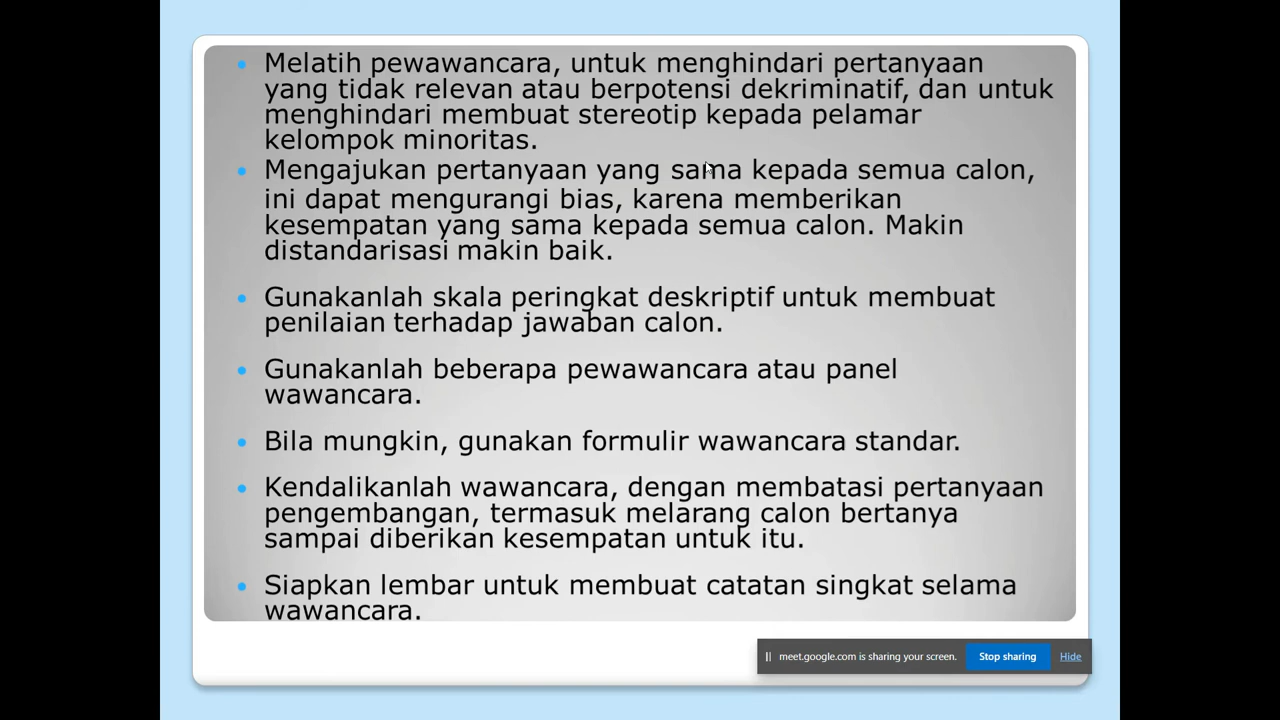 • Melatih pewawancara, untuk menghindari pertanyaan
yang tidak relevan atau berpotensi dekriminatif, dan untuk
menghindari membuat stereotip kepada pelamar
kelompok minoritas.
• Mengajukan pertanyaan yang sama kepada semua calon,
ini dapat mengurangi bias, karena memberikan
kesempatan yang sama kepada semua calon. Makin
distandarisasi makin baik.
• Gunakanlah skala peringkat deskriptif untuk membuat
penilaian terhadap jawaban calon.
• Gunakanlah beberapa pewawancara atau panel
wawancara.
• Bila mungkin, gunakan formulir wawancara standar.
• Kendalikanlah wawancara, dengan membatasi pertanyaan
pengembangan, termasuk melarang calon bertanya
sampai diberikan kesempatan untuk itu.
• Siapkan lembar untuk membuat catatan singkat selama
wawancara.
meet.google.com is sharing your screen. Stop sharing Hide